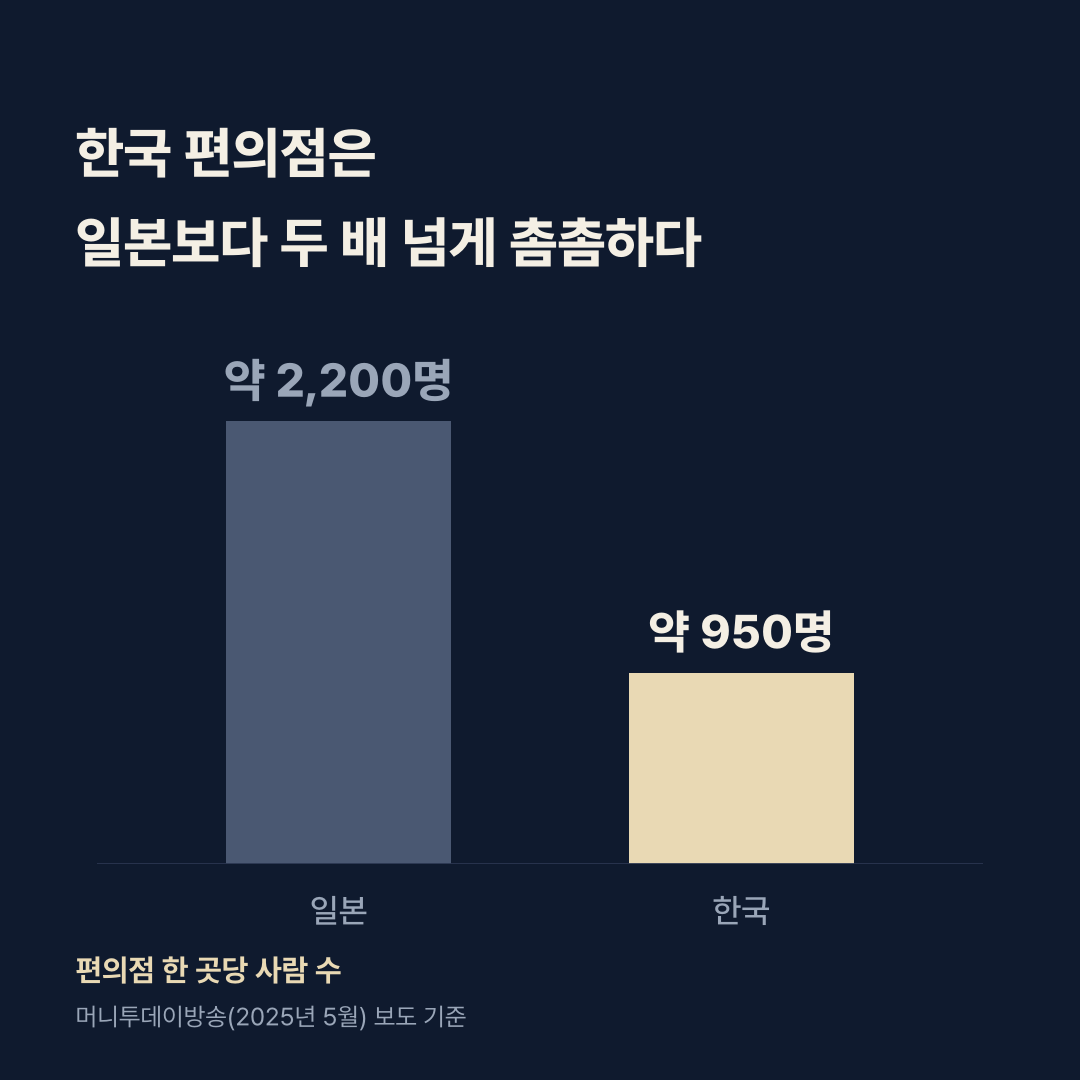 한국 편의점은
일본보다 두 배 넘게 촘촘하다
약 2,200명
약 950명
일본
한국
편의점 한 곳당 사람 수
머니투데이방송(2025년 5월) 보도 기준